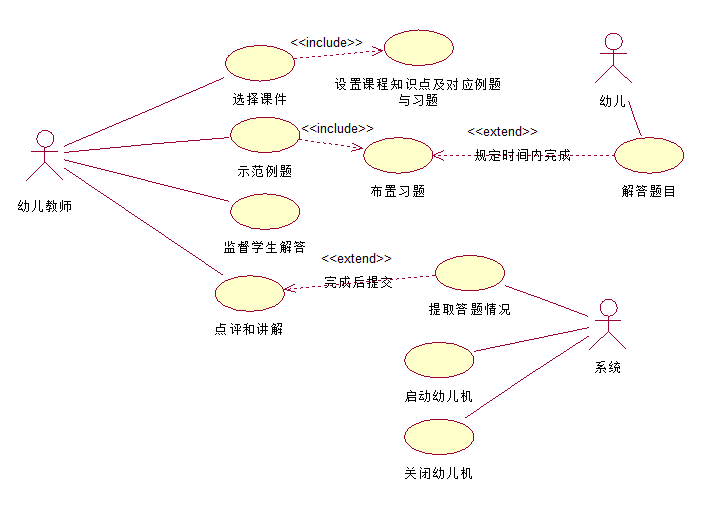 <<include>>
选择课件
设置课程知识点及对应例题
与习题
幼儿
<<include>>
<<extend>>
示范例题
规定时间内完成
布置习题
解答题目
幼儿教师
监督学生解答
<<extend>>
完成后提交
点评和讲解
提取答题情况
系统
启动幼儿机
关闭幼儿机